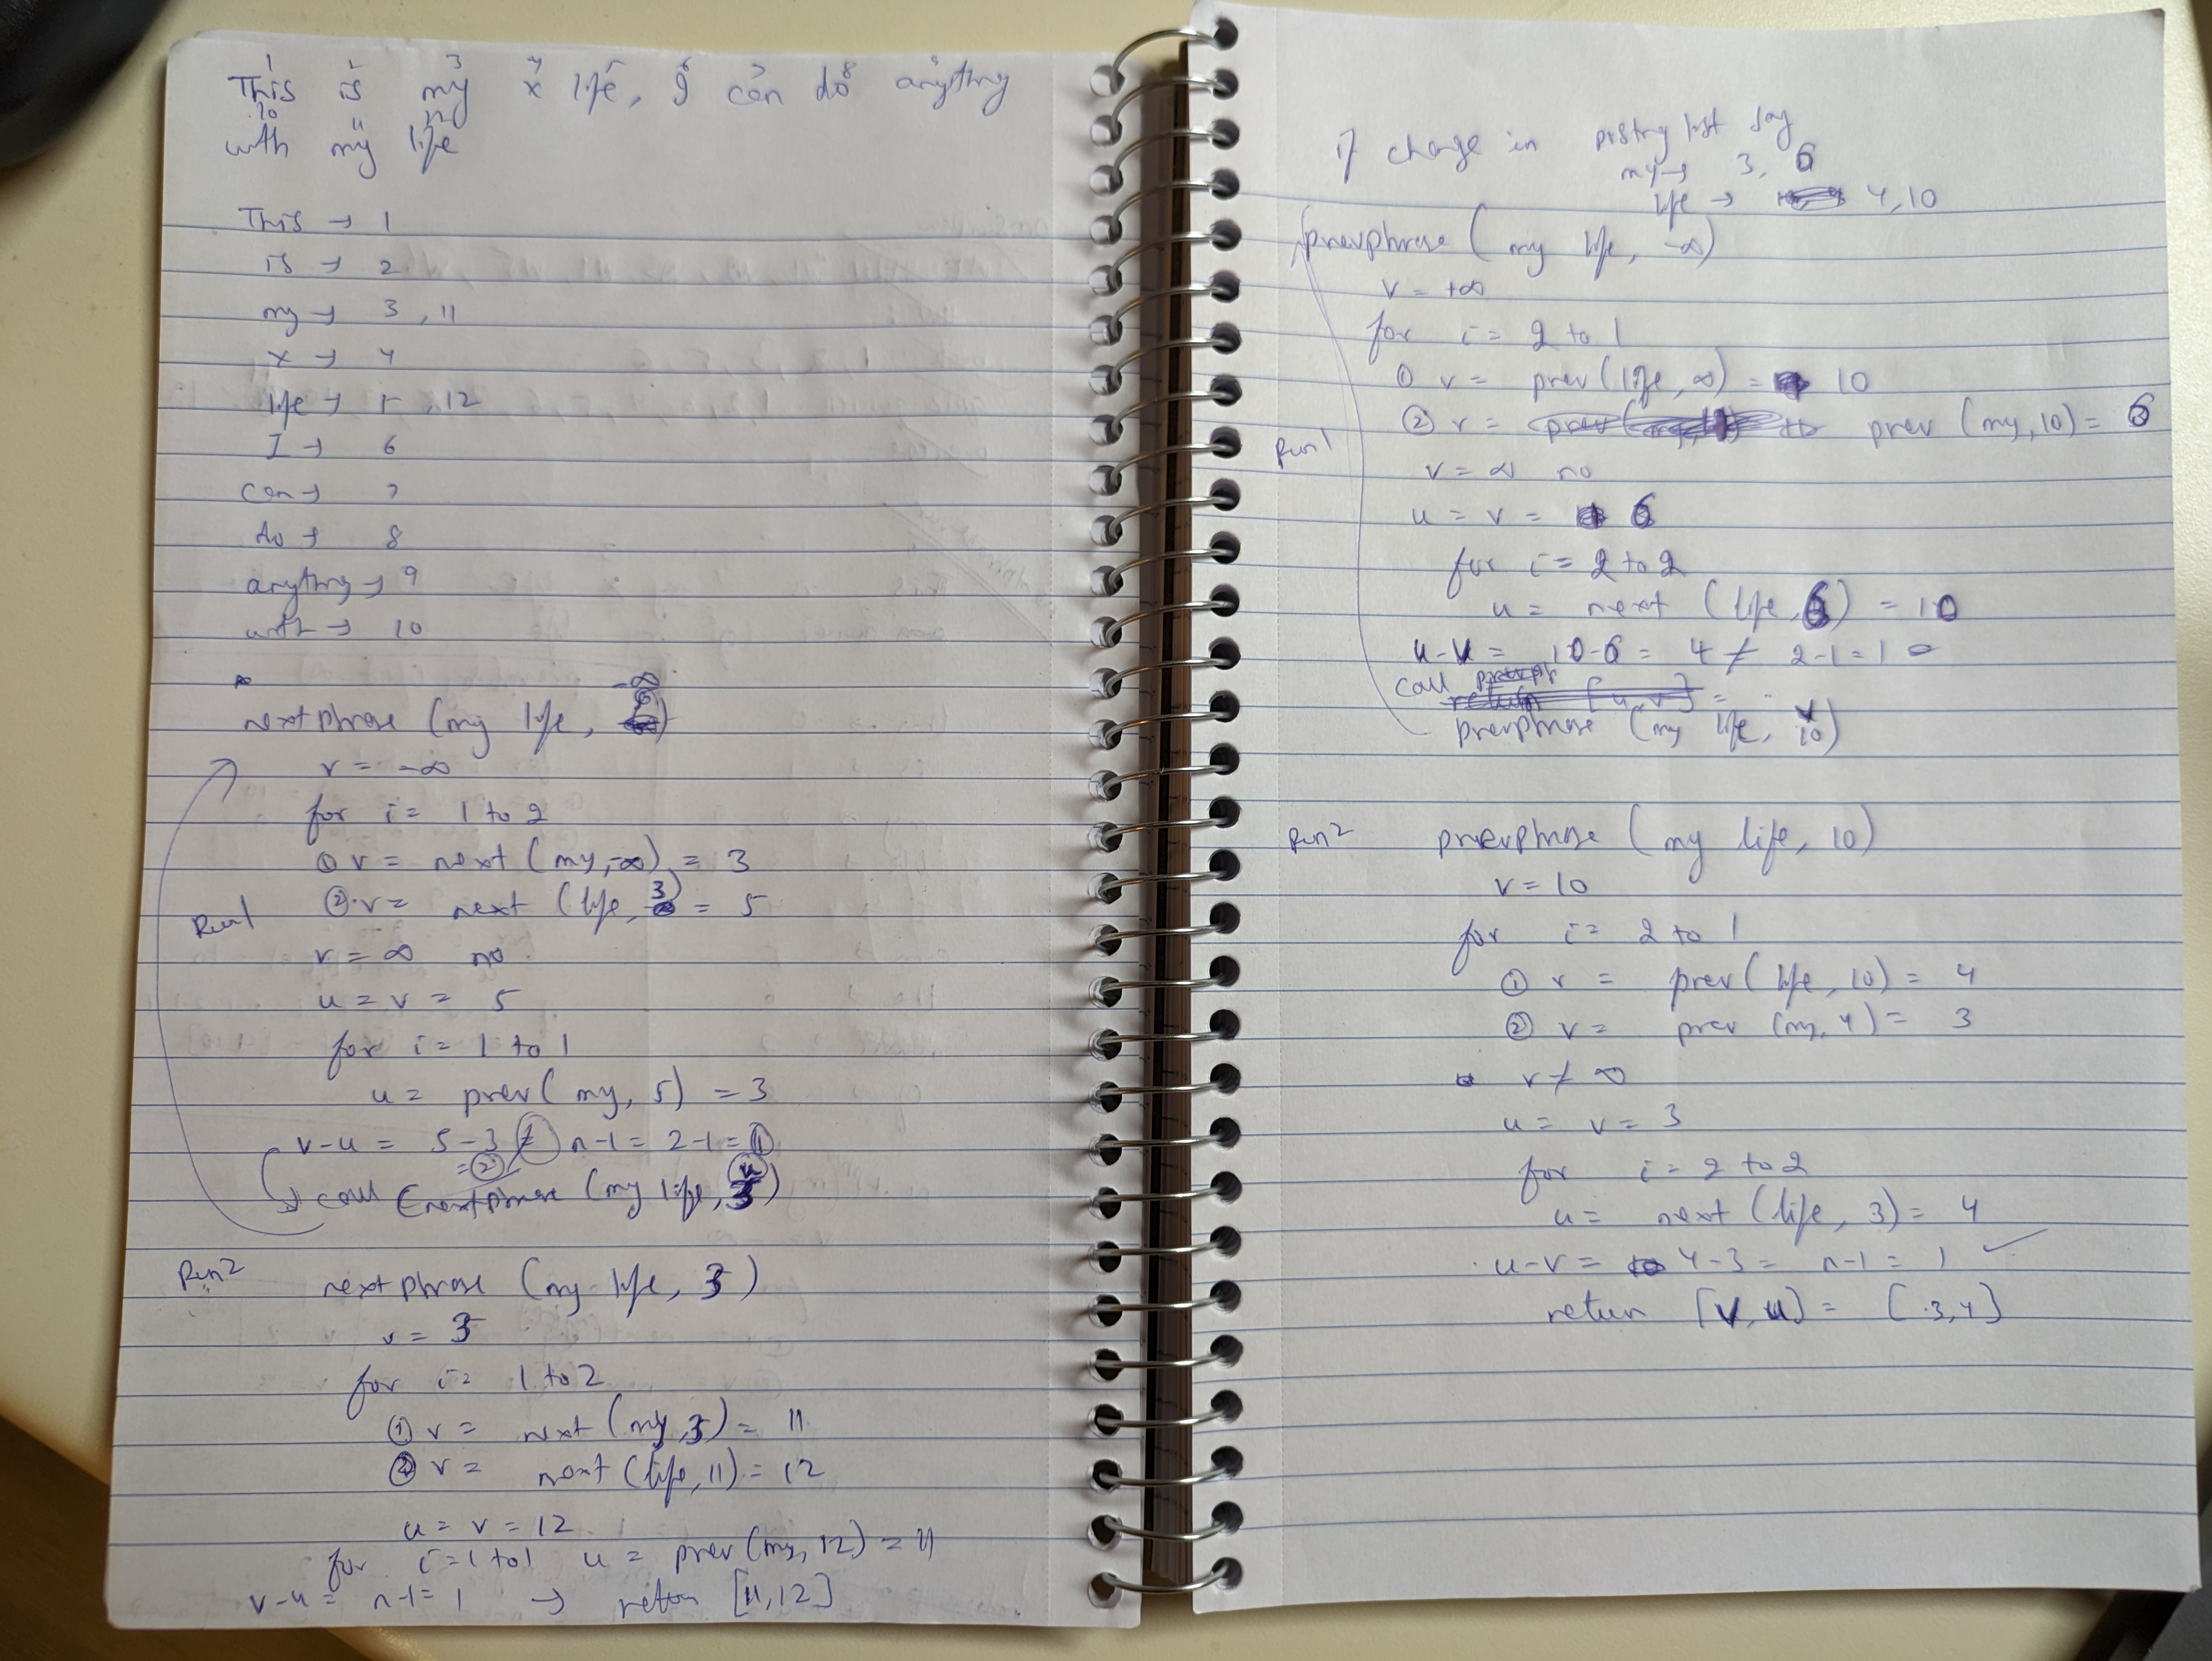 1 2 3 4 5 6 7 8 9
This is my x life, I can do anything
10 11 12
with my life
This → 1
is → 2
my → 3, 11
x → 4
life → 5, 12
I → 6
can → 7
do → 8
anything → 9
with → 10
-∞
nextphrase (my life, )
v = -∞
for i = 1 to 2
① v = next (my, -∞) = 3
② v = next (life, 3) = 5
Run1
v = ∞ no
u = v = 5
for i = 1 to 1
u = prev (my, 5) = 3
v-u = 5-3 ≠ n-1 = 2-1 = 1
= 2
u
call (nextphrase (my life, 3)
Run2 nextphrase (my life, 3)
v = 3
for i = 1 to 2
① v = next (my, 3) = 11
② v = next (life, 11) = 12
u = v = 12
for i = 1 to 1 u = prev (my, 12) = 11
v-u = n-1 = 1 → return [11, 12]
if change in posting list say
my → 3, 6
life → 4, 10
prevphrase (my life, -∞)
v = +∞
for i = 2 to 1
① v = prev (life, ∞) = 10
② v = prev (my, 10) = 6
Run1
v = ∞ no
u = v = 6
for i = 2 to 2
u = next (life, 6) = 10
u-v = 10-6 = 4 ≠ 2-1 = 1
call
return [u, v] =
v
prevphrase (my life, 10)
Run2 prevphrase (my life, 10)
v = 10
for i = 2 to 1
① v = prev (life, 10) = 4
② v = prev (my, 4) = 3
v ≠ ∞
u = v = 3
for i = 2 to 2
u = next (life, 3) = 4
u-v = 4-3 = n-1 = 1 ✓
return [v, u] = [3, 4]